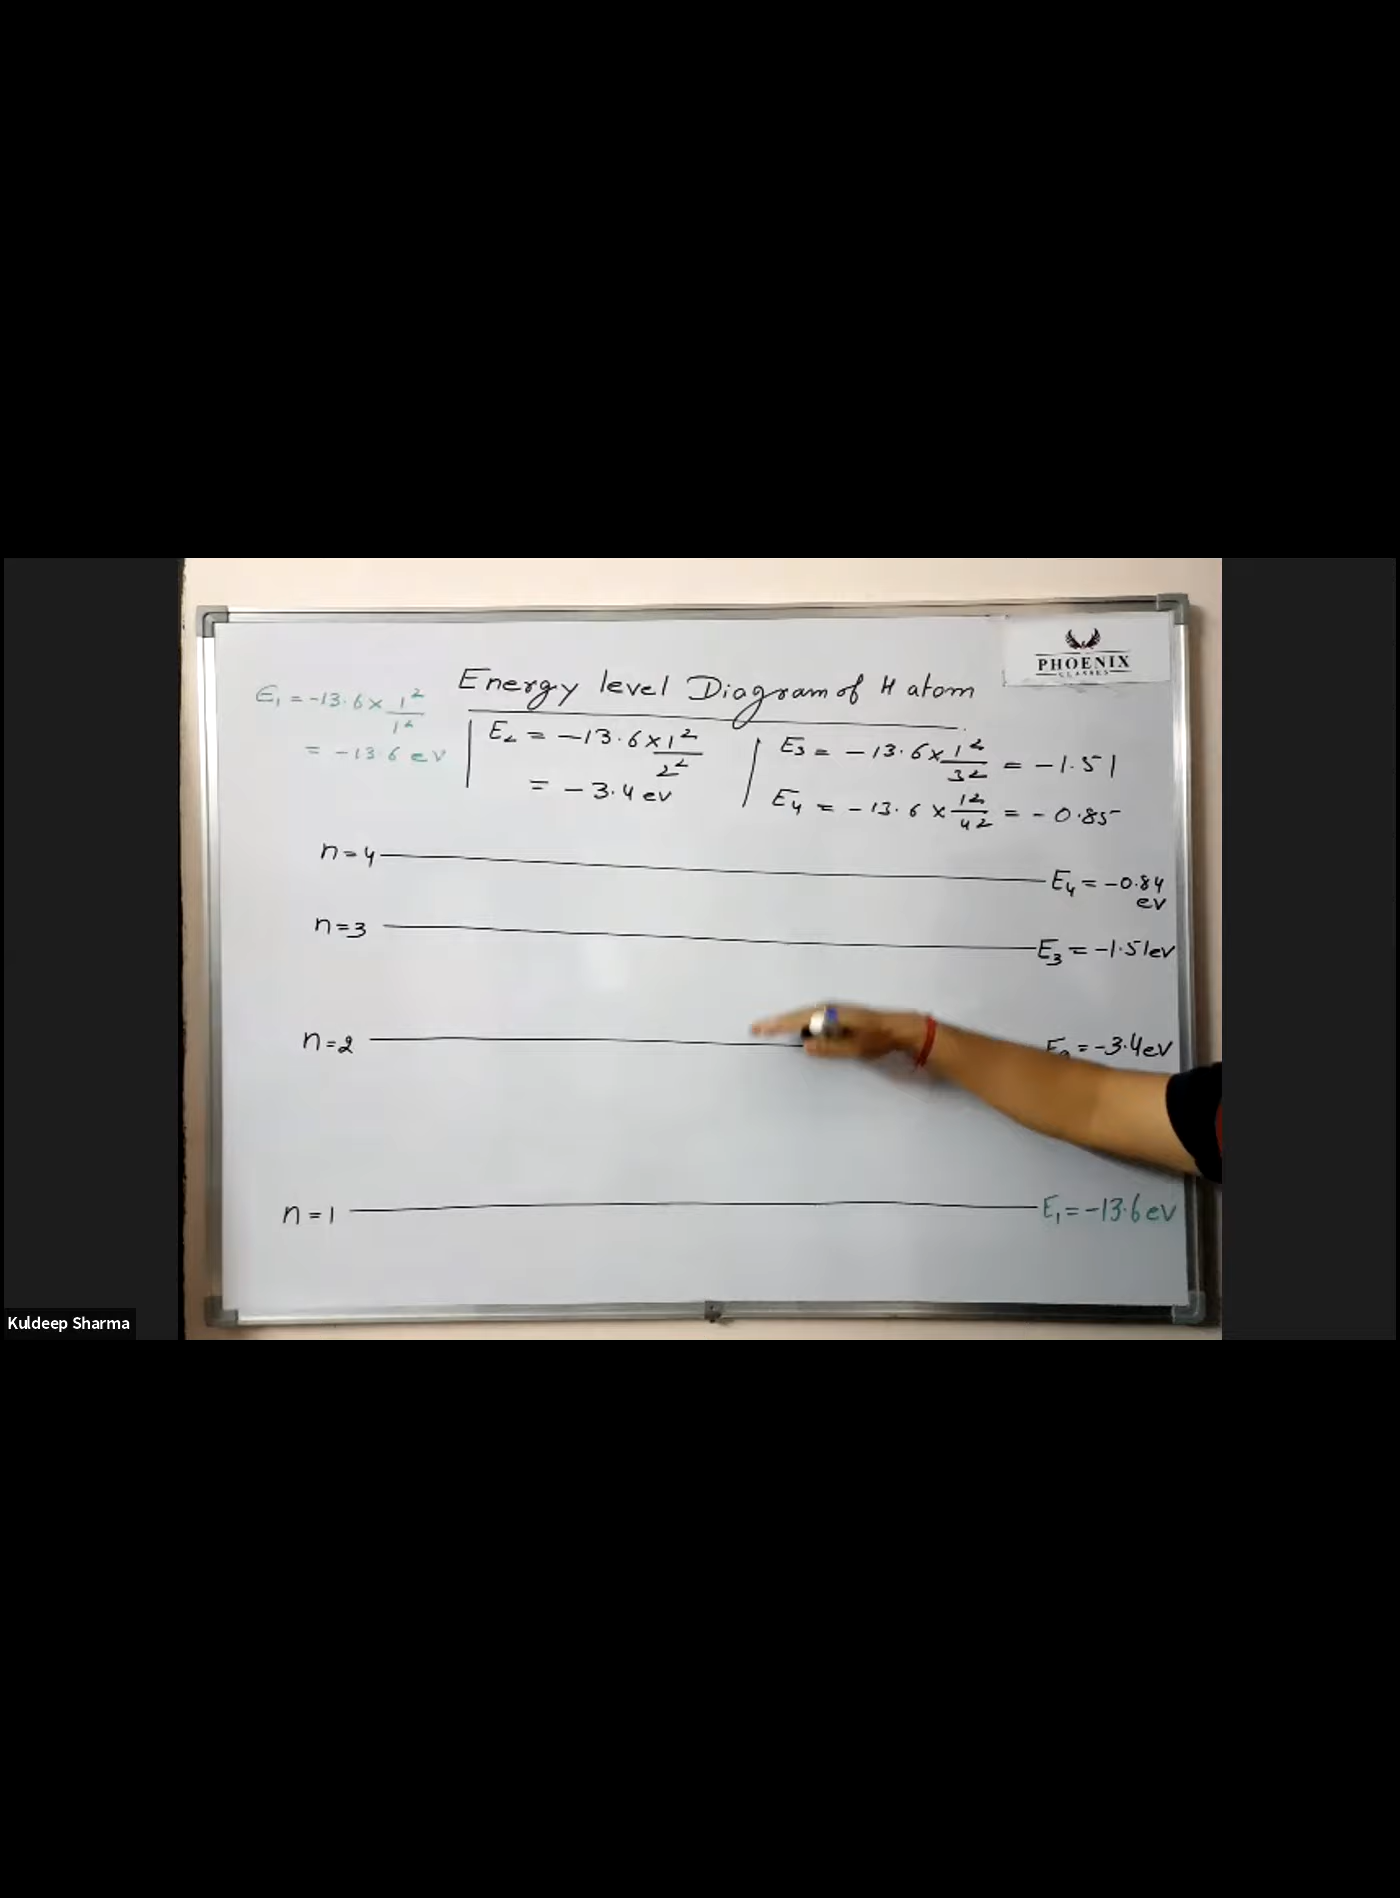 Energy level Diagram of H atom
PHOENIX
CLASSES
E₁ = -13.6 × 1²/1²
= -13.6 ev
E₂ = -13.6 × 1²/2²
= -3.4 ev
E₃ = -13.6 × 1²/3² = -1.51
E₄ = -13.6 × 1²/4² = -0.85
n=4 E₄ = -0.84
ev
n=3 E₃ = -1.51ev
n=2 = -3.4ev
n=1 E₁ = -13.6 ev
Kuldeep Sharma